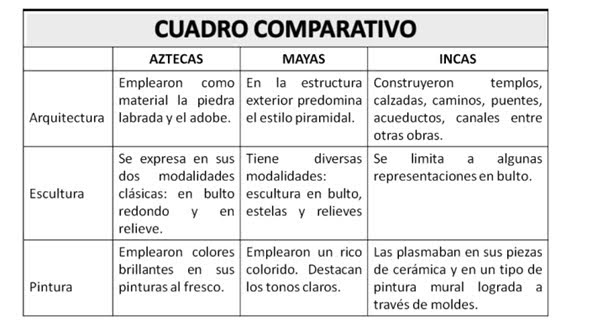 CUADRO COMPARATIVO
AZTECAS MAYAS INCAS
Arquitectura
Emplearon como
material la piedra
labrada y el adobe.
En la estructura
exterior predomina
el estilo piramidal.
Construyeron templos,
calzadas, caminos, puentes,
acueductos, canales entre
otras obras.
Escultura
Se expresa en sus
dos modalidades
clásicas: en bulto
redondo y en
relieve.
Tiene diversas
modalidades:
escultura en bulto,
estelas y relieves
Se limita a algunas
representaciones en bulto.
Pintura
Emplearon colores
brillantes en sus
pinturas al fresco.
Emplearon un rico
colorido. Destacan
los tonos claros.
Las plasmaban en sus piezas
de cerámica y en un tipo de
pintura mural lograda a
través de moldes.